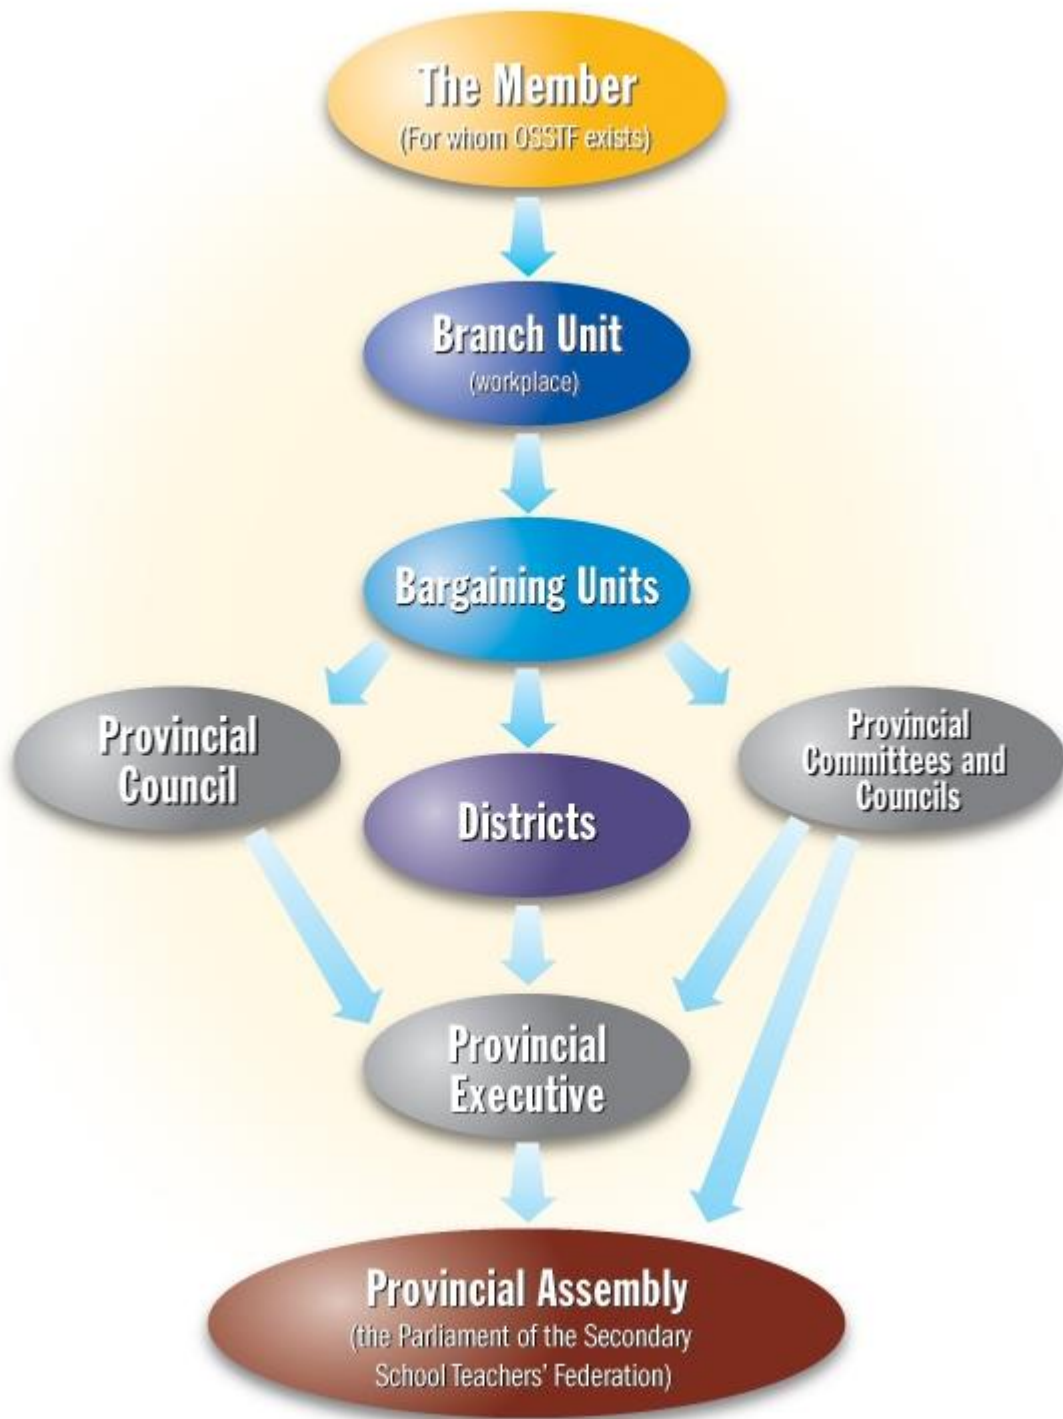 The Member
(For whom OSSTF exists)
Branch Unit
(workplace)
Bargaining Units
Provincial
Council
Provincial
Committees and
Councils
Districts
Provincial
Executive
Provincial Assembly
(the Parliament of the Secondary
School Teachers' Federation)